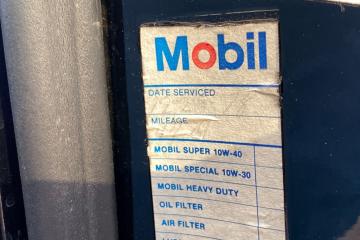 Mobil
DATE SERVICED
MILEAGE
MOBIL SUPER 10W-40
MOBIL SPECIAL 10W-30
MOBIL HEAVY DUTY
OIL FILTER
AIR FILTER